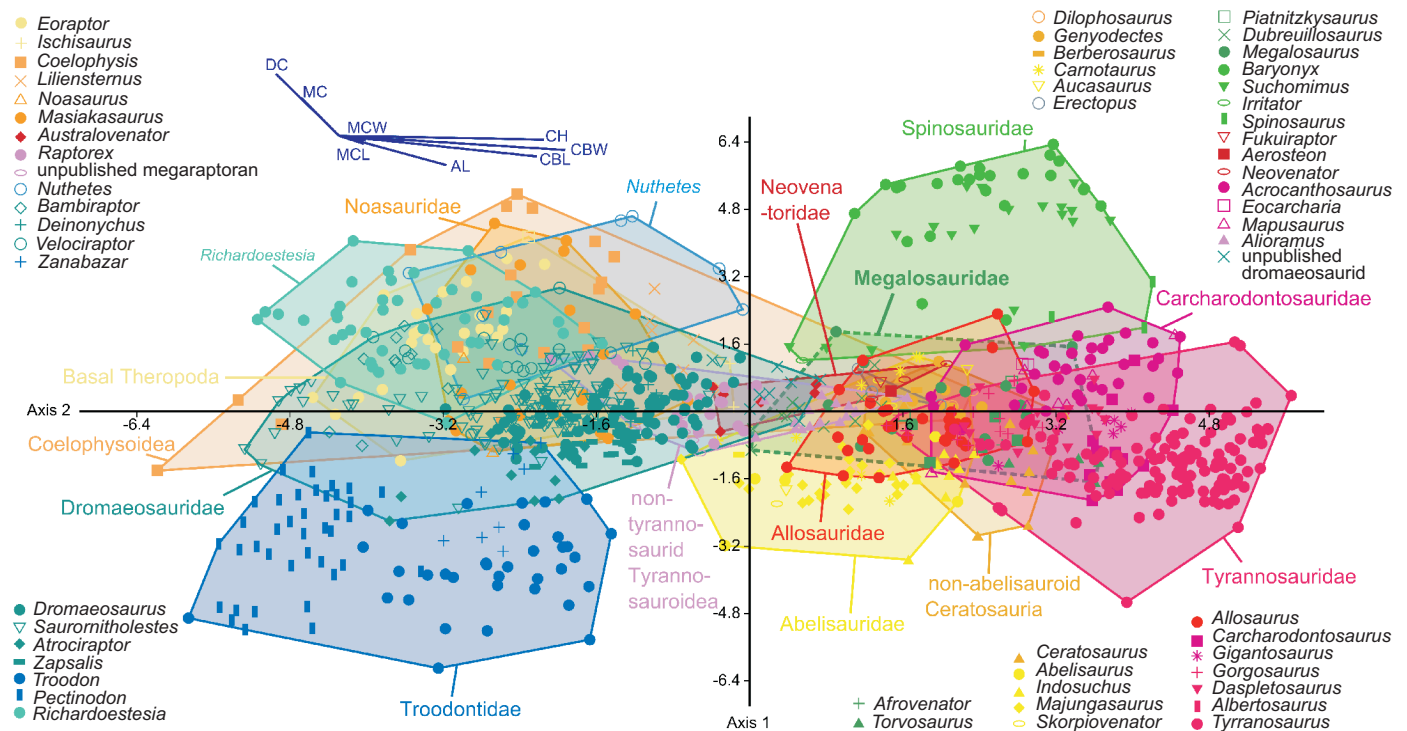 Eoraptor
Ischisaurus
Coelophysis
Liliensternus
Noasaurus
Masiakasaurus
Australovenator
Raptorex
unpublished megaraptoran
Nuthetes
Bambiraptor
Deinonychus
Velociraptor
Zanabazar
DC
MC
MCW
MCL
AL
CH
CBW
CBL
Dilophosaurus
Genyodectes
Berberosaurus
Carnotaurus
Aucasaurus
Erectopus
Piatnitzkysaurus
Dubreuillosaurus
Megalosaurus
Baryonyx
Suchomimus
Irritator
Spinosaurus
Fukuiraptor
Aerosteon
Neovenator
Acrocanthosaurus
Eocarcharia
Mapusaurus
Alioramus
unpublished
dromaeosaurid
Spinosauridae
Neovena
-toridae
Nuthetes
Noasauridae
Richardoestesia
Megalosauridae
Carcharodontosauridae
Basal Theropoda
Coelophysoidea
Dromaeosauridae
Troodontidae
non-
tyranno-
saurid
Tyranno-
sauroidea
Allosauridae
Abelisauridae
non-abelisauroid
Ceratosauria
Tyrannosauridae
6.4
4.8
3.2
1.6
-1.6
-3.2
-4.8
-6.4
Axis 1
Axis 2
-6.4
-4.8
-3.2
-1.6
1.6
3.2
4.8
Dromaeosaurus
Saurornitholestes
Atrociraptor
Zapsalis
Troodon
Pectinodon
Richardoestesia
Afrovenator
Torvosaurus
Ceratosaurus
Abelisaurus
Indosuchus
Majungasaurus
Skorpiovenator
Allosaurus
Carcharodontosaurus
Gigantosaurus
Gorgosaurus
Daspletosaurus
Albertosaurus
Tyrranosaurus